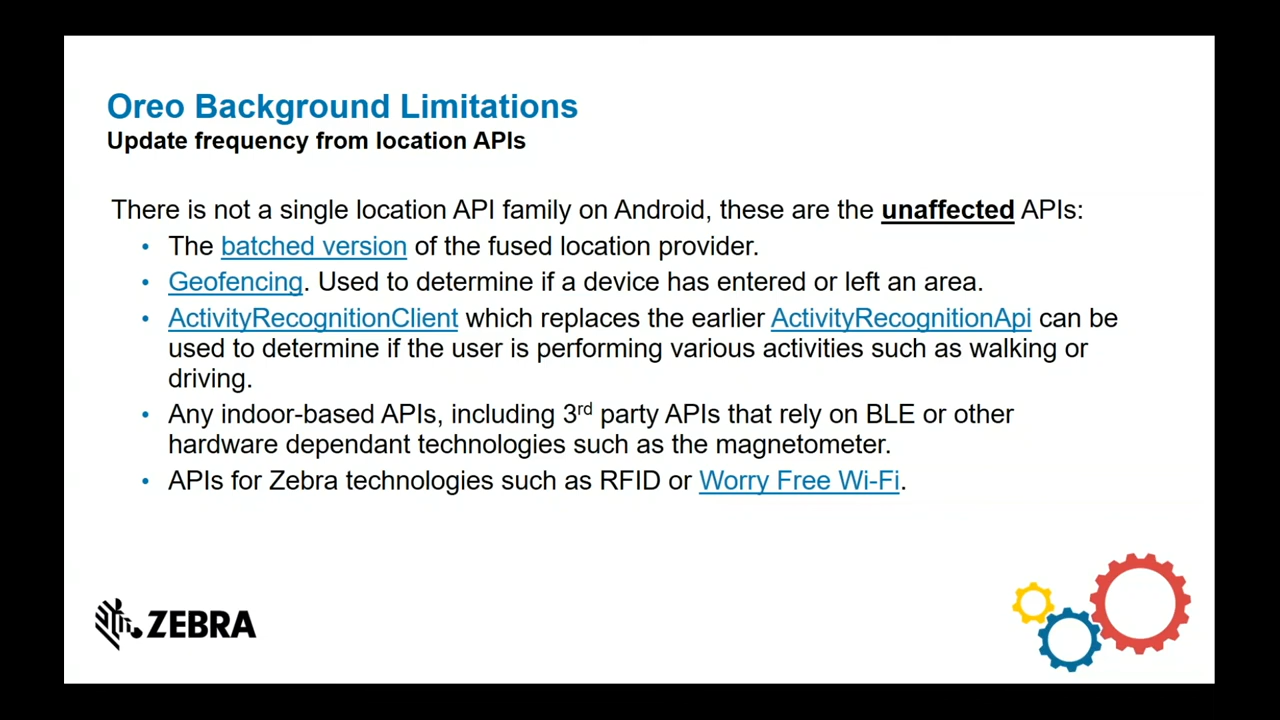 Oreo Background Limitations
Update frequency from location APIs
There is not a single location API family on Android, these are the unaffected APIs:
• The batched version of the fused location provider.
• Geofencing. Used to determine if a device has entered or left an area.
• ActivityRecognitionClient which replaces the earlier ActivityRecognitionApi can be
used to determine if the user is performing various activities such as walking or
driving.
• Any indoor-based APIs, including 3rd party APIs that rely on BLE or other
hardware dependant technologies such as the magnetometer.
• APIs for Zebra technologies such as RFID or Worry Free Wi-Fi.
ZEBRA